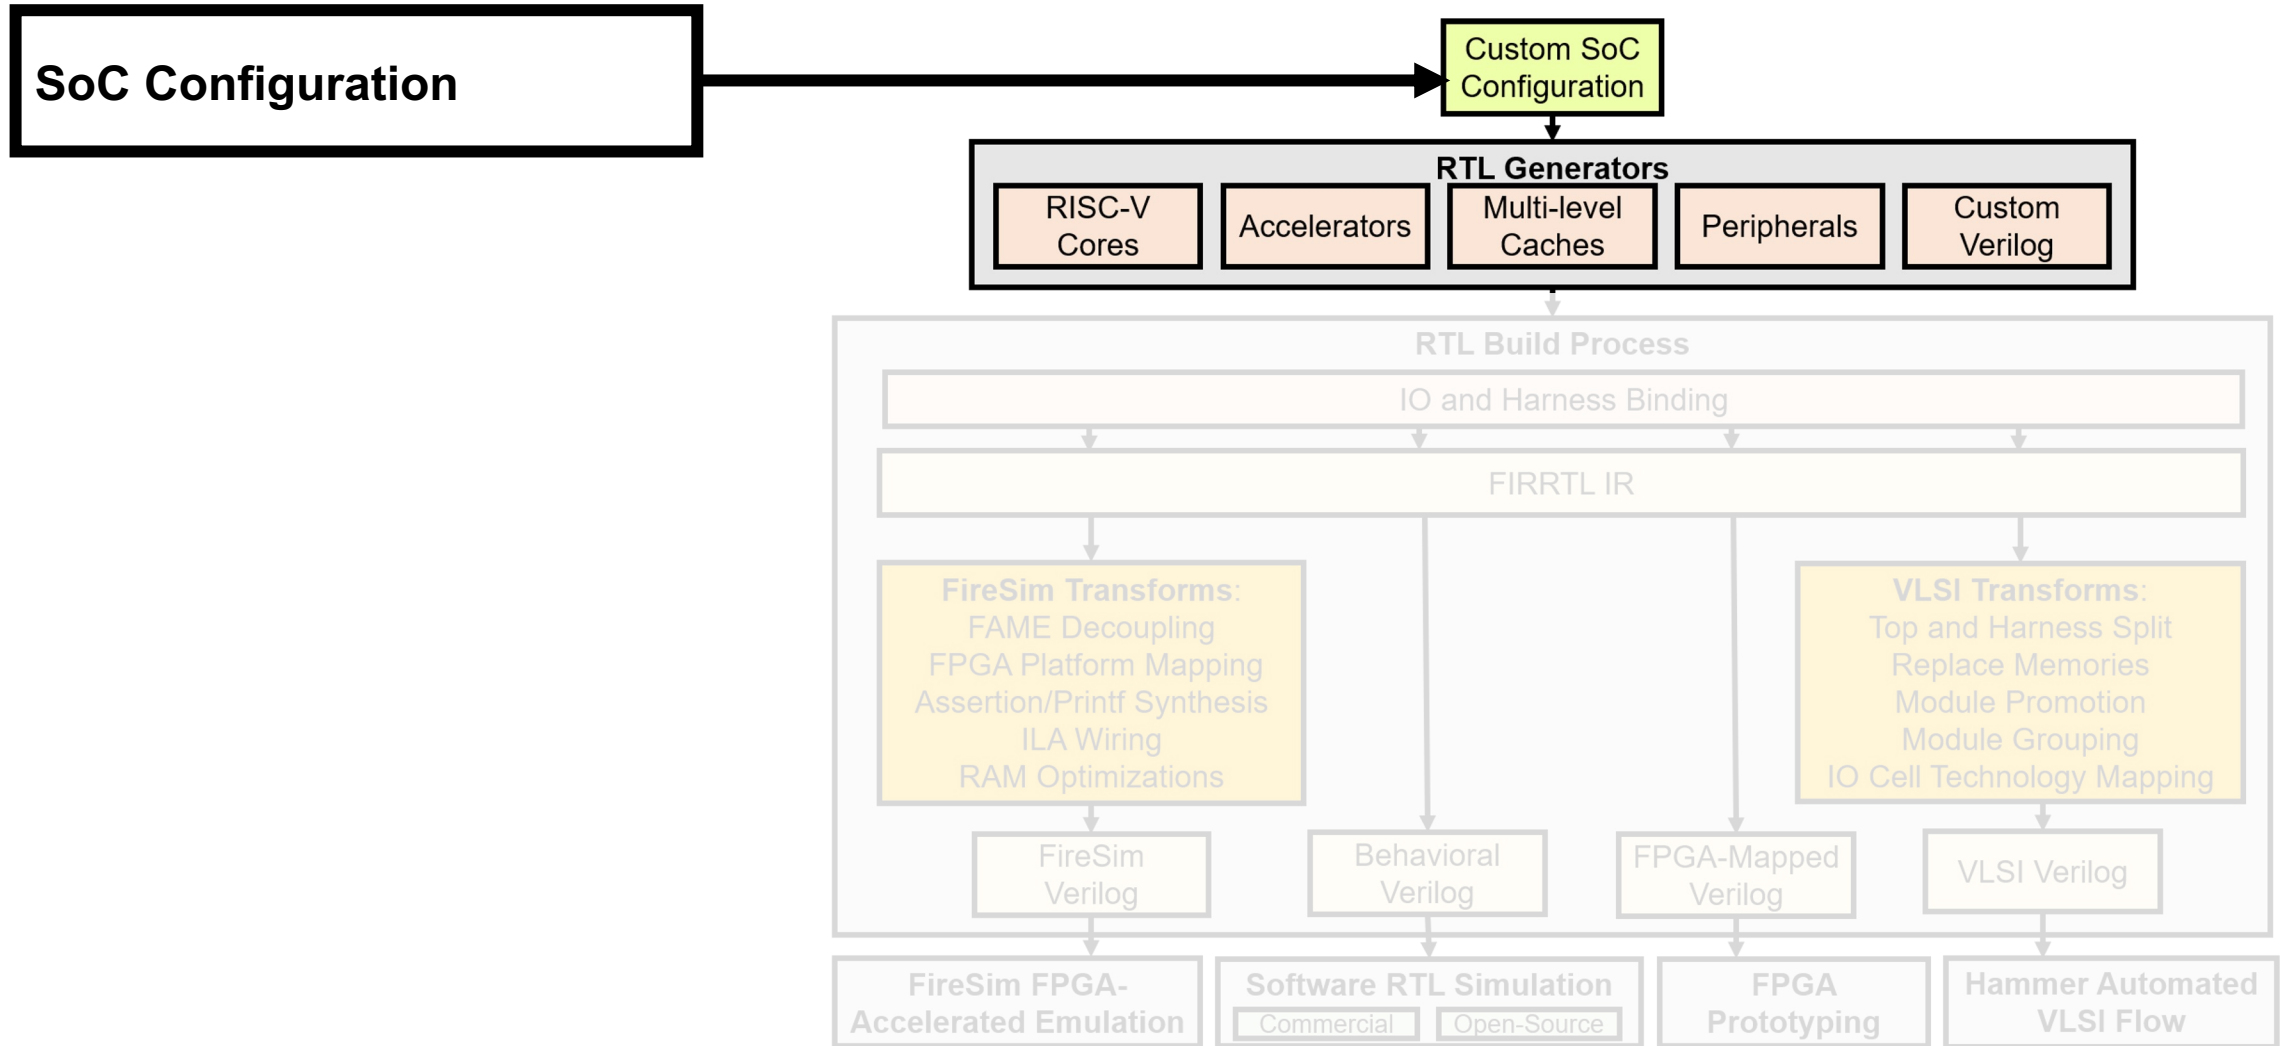 SoC Configuration
Custom SoC
Configuration
RTL Generators
RISC-V
Cores
Accelerators
Multi-level
Caches
Peripherals
Custom
Verilog
RTL Build Process
IO and Harness Binding
FIRRTL IR
FireSim Transforms:
FAME Decoupling
FPGA Platform Mapping
Assertion/Printf Synthesis
ILA Wiring
RAM Optimizations
VLSI Transforms:
Top and Harness Split
Replace Memories
Module Promotion
Module Grouping
IO Cell Technology Mapping
FireSim
Verilog
Behavioral
Verilog
FPGA-Mapped
Verilog
VLSI Verilog
FireSim FPGA-
Accelerated Emulation
Software RTL Simulation
Commercial
Open-Source
FPGA
Prototyping
Hammer Automated
VLSI Flow